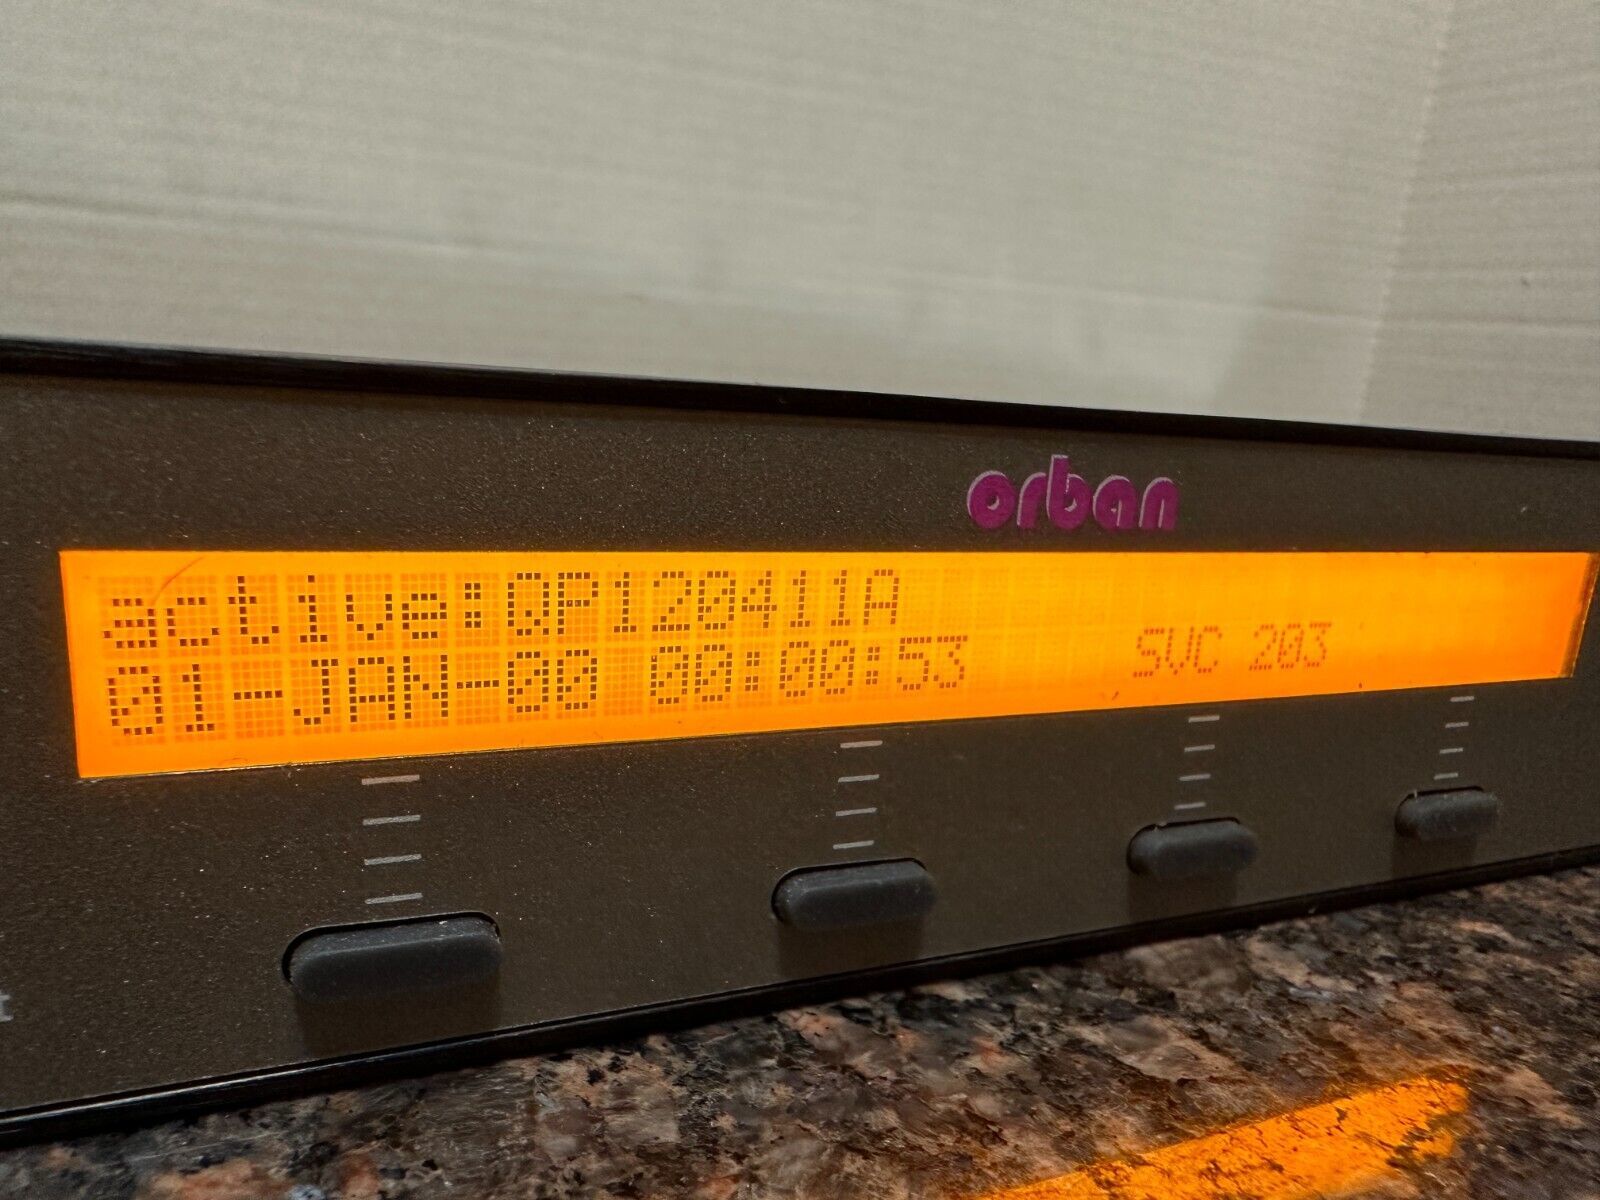 orban
active:OP120411A
01-JAN-00 00:00:53 SVC 203